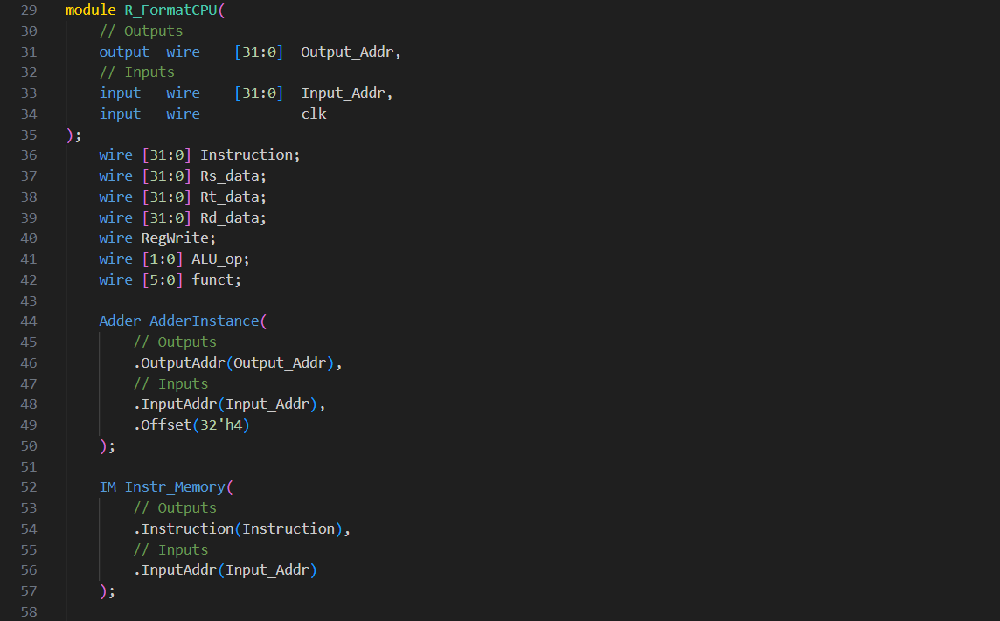 29 module R_FormatCPU(
30 // Outputs
31 output wire [31:0] Output_Addr,
32 // Inputs
33 input wire [31:0] Input_Addr,
34 input wire clk
35 );
36 wire [31:0] Instruction;
37 wire [31:0] Rs_data;
38 wire [31:0] Rt_data;
39 wire [31:0] Rd_data;
40 wire RegWrite;
41 wire [1:0] ALU_op;
42 wire [5:0] funct;
43
44 Adder AdderInstance(
45 // Outputs
46 .OutputAddr(Output_Addr),
47 // Inputs
48 .InputAddr(Input_Addr),
49 .Offset(32'h4)
50 );
51
52 IM Instr_Memory(
53 // Outputs
54 .Instruction(Instruction),
55 // Inputs
56 .InputAddr(Input_Addr)
57 );
58